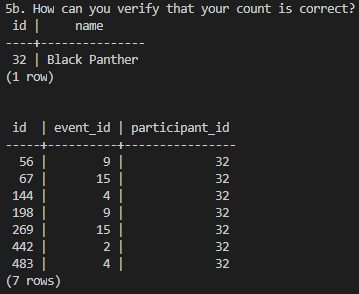 5b. How can you verify that your count is correct?
 id |     name
----+---------------
 32 | Black Panther
(1 row)

 id  | event_id | participant_id
-----+----------+----------------
  56 |        9 |             32
  67 |       15 |             32
 144 |        4 |             32
 198 |        9 |             32
 269 |       15 |             32
 442 |        2 |             32
 483 |        4 |             32
(7 rows)